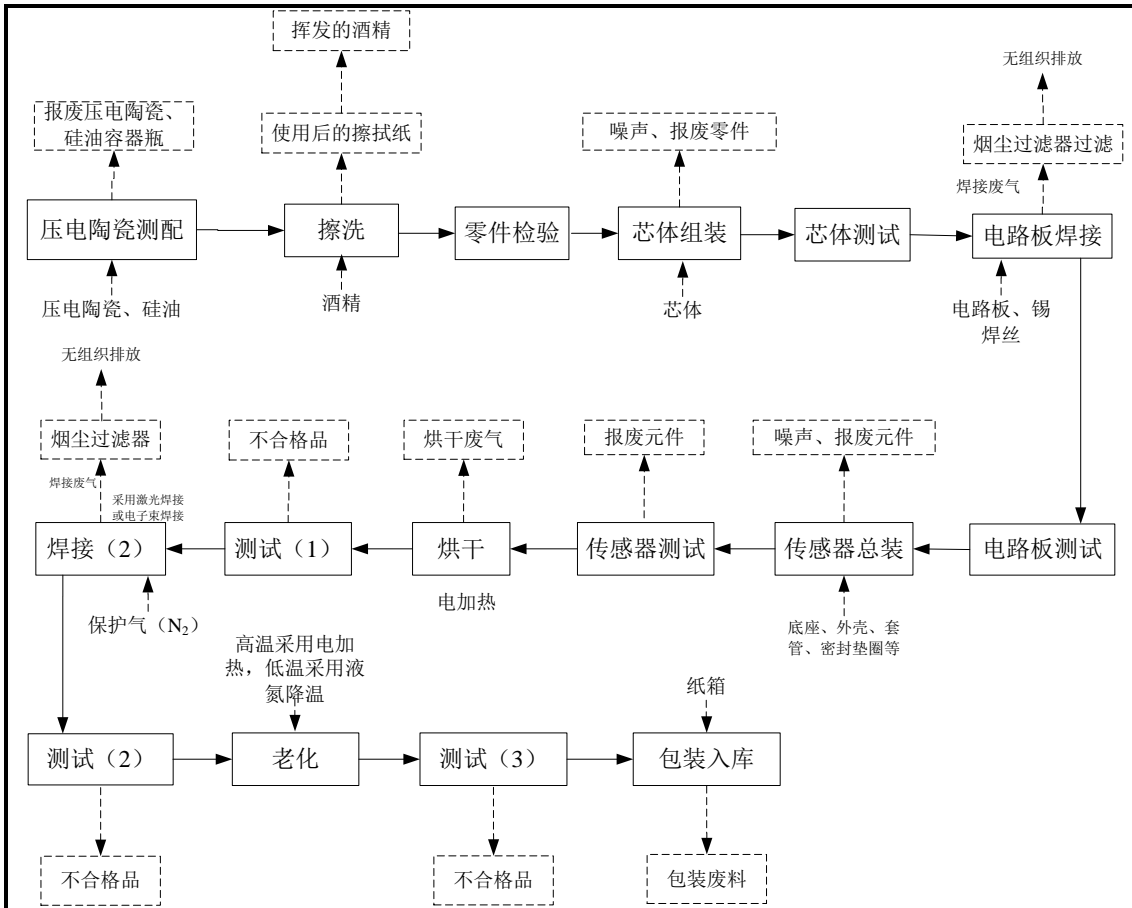 挥发的酒精
无组织排放
报废压电陶瓷、
硅油容器瓶
使用后的擦拭纸
噪声、报废零件
烟尘过滤器过滤
焊接废气
压电陶瓷测配
擦洗
零件检验
芯体组装
芯体测试
电路板焊接
压电陶瓷、硅油
酒精
芯体
电路板、锡
焊丝
无组织排放
烟尘过滤器
不合格品
烘干废气
报废元件
噪声、报废元件
焊接废气
采用激光焊接
或电子束焊接
焊接（2）
测试（1）
烘干
传感器测试
传感器总装
电路板测试
保护气（N₂）
电加热
底座、外壳、套
管、密封垫圈等
高温采用电加
热，低温采用液
氮降温
纸箱
测试（2）
老化
测试（3）
包装入库
不合格品
不合格品
包装废料